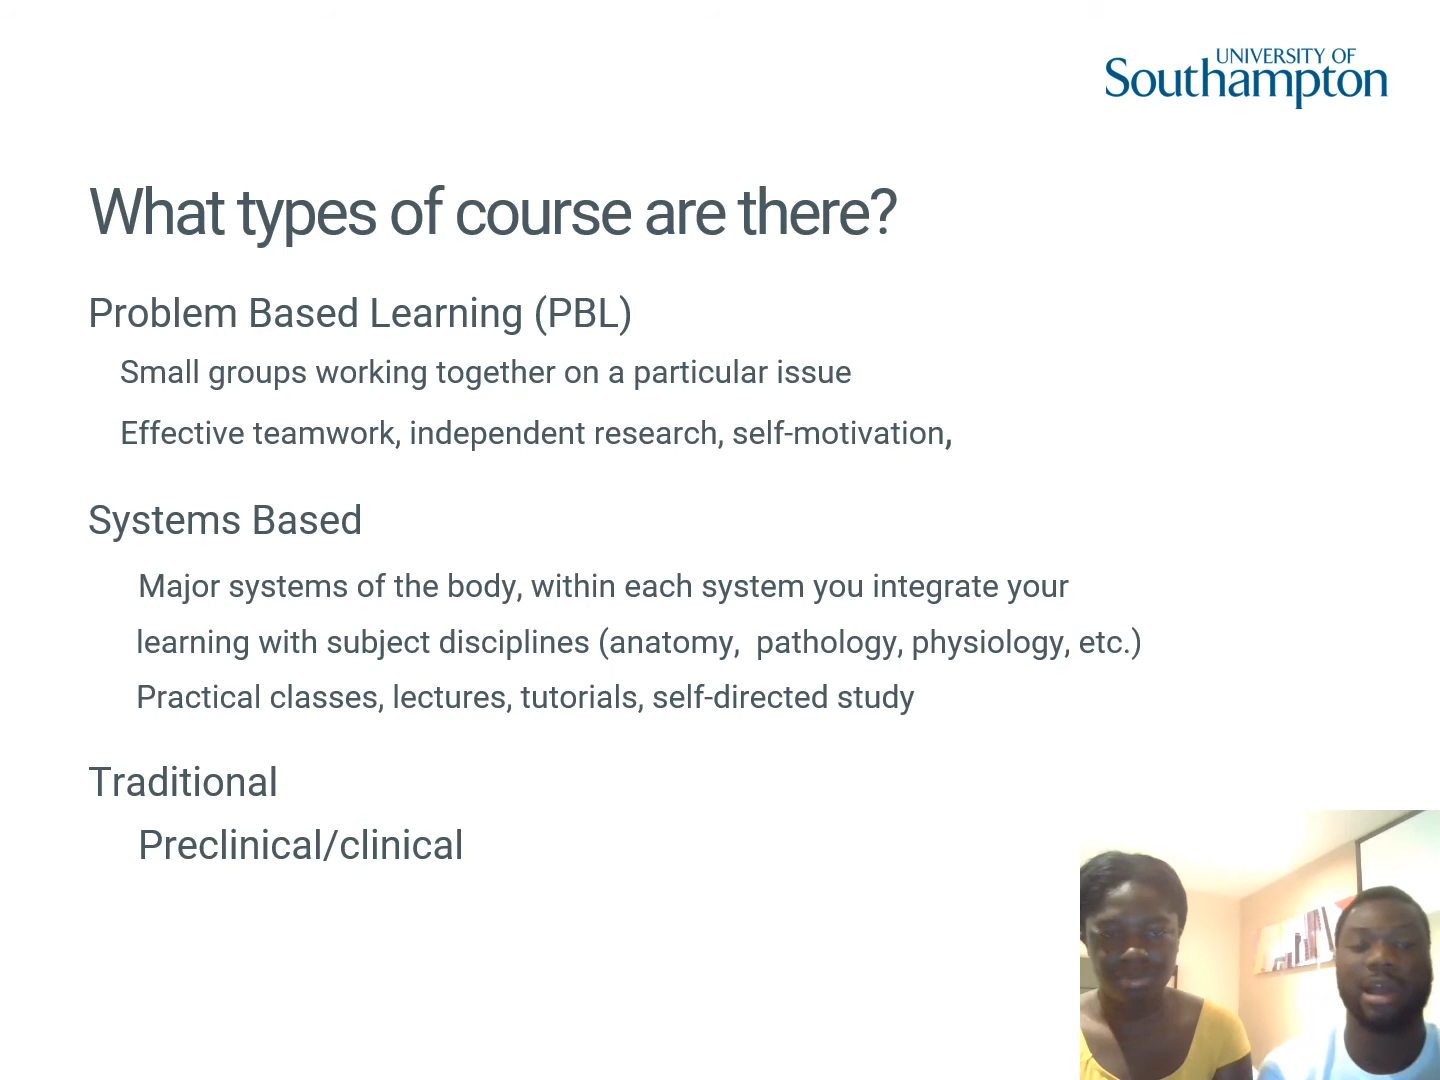 UNIVERSITY OF
Southampton
What types of course are there?
Problem Based Learning (PBL)
Small groups working together on a particular issue
Effective teamwork, independent research, self-motivation,
Systems Based
Major systems of the body, within each system you integrate your
learning with subject disciplines (anatomy,  pathology, physiology, etc.)
Practical classes, lectures, tutorials, self-directed study
Traditional
Preclinical/clinical